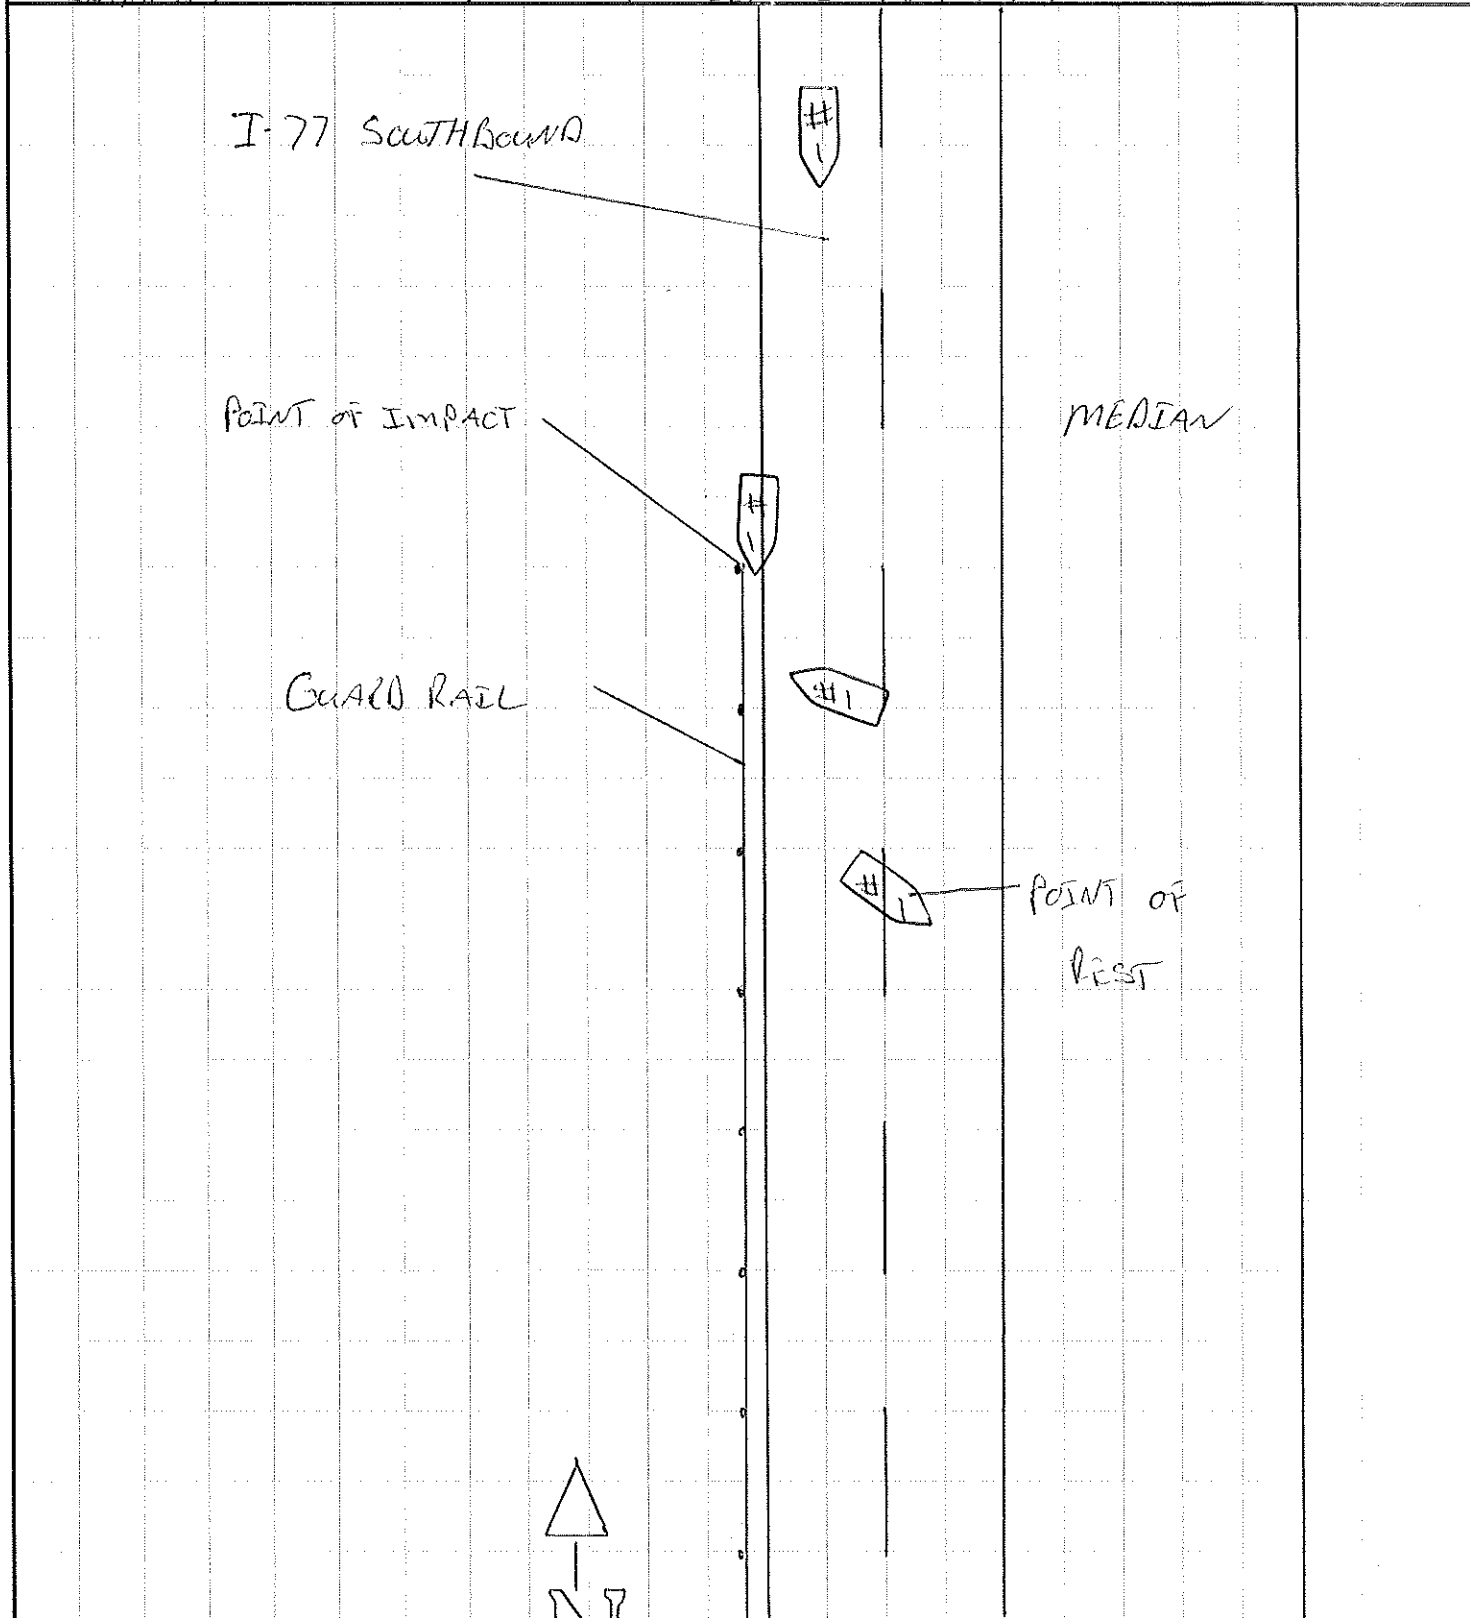 #
1
I-77 SOUTHBOUND
POINT OF IMPACT
MEDIAN
#
1
GUARD RAIL
#1
#
1
POINT OF
REST
N